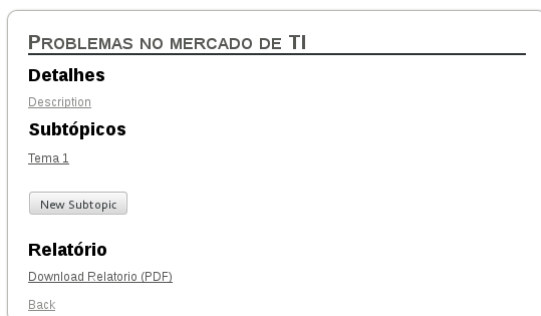 Problemas no mercado de TI
Detalhes
Description
Subtópicos
Tema 1
New Subtopic
Relatório
Download Relatorio (PDF)
Back